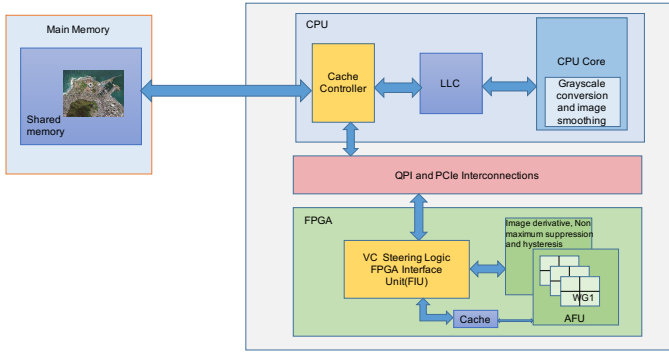 Main Memory
Shared
memory
CPU
Cache
Controller
LLC
CPU Core
Grayscale
conversion
and image
smoothing
QPI and PCIe Interconnections
FPGA
VC Steering Logic
FPGA Interface
Unit(FIU)
Image derivative, Non
maximum suppression
and hysteresis
WG1
AFU
Cache